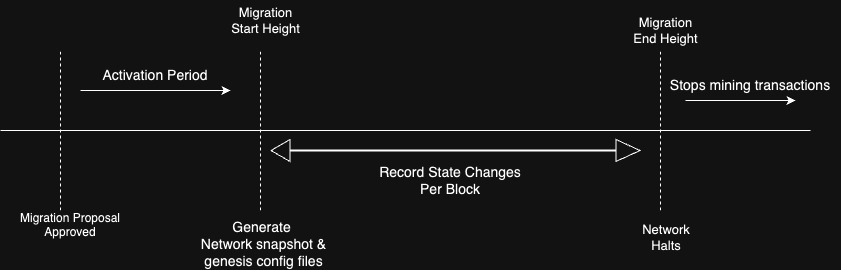 Migration
Start Height
Migration
End Height
Activation Period
Stops mining transactions
Record State Changes
Per Block
Migration Proposal
Approved
Generate
Network snapshot &
genesis config files
Network
Halts